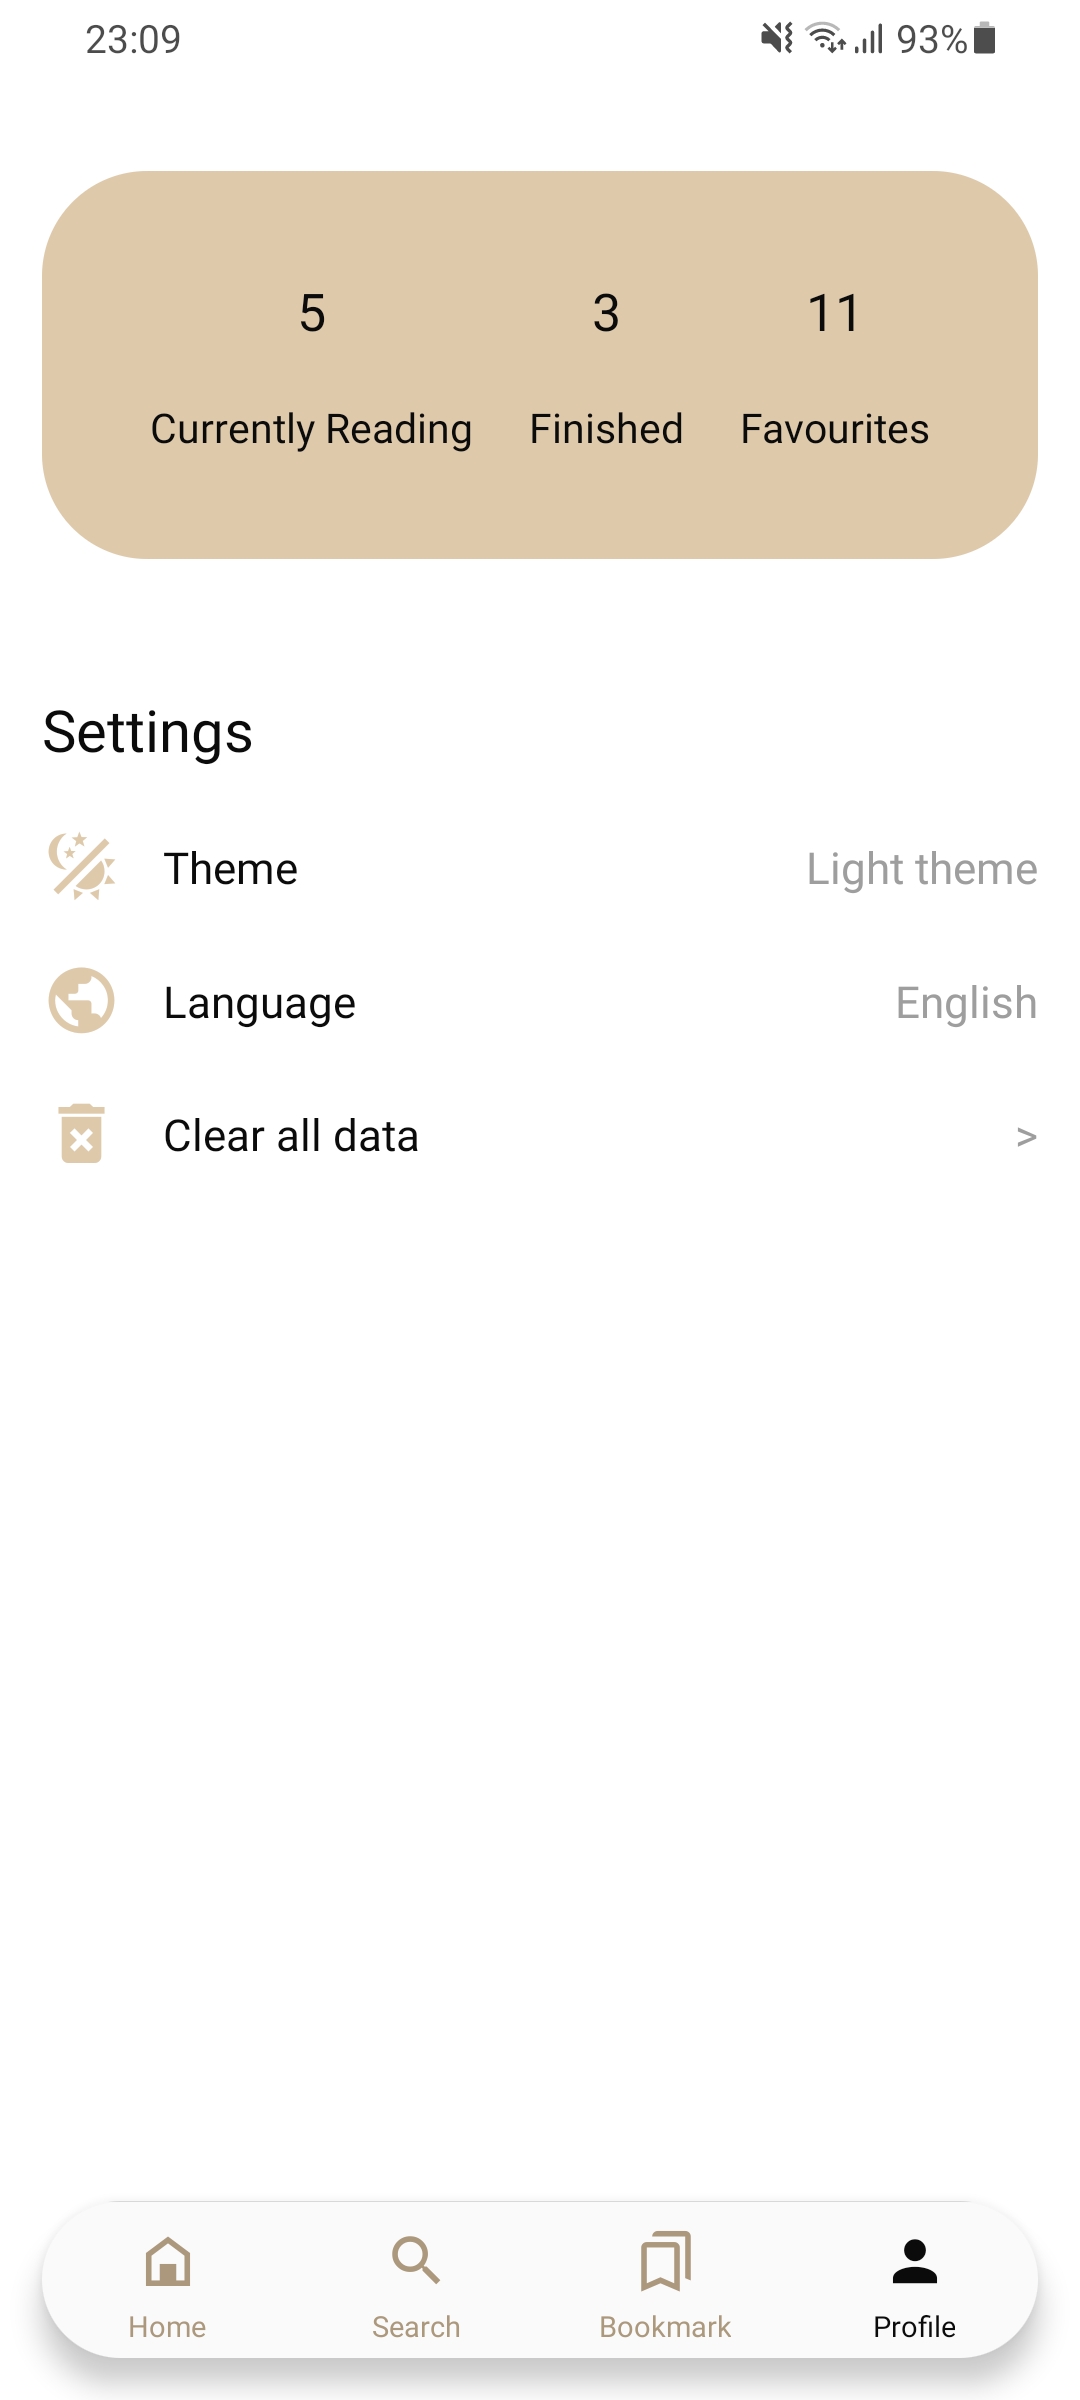 23:09 93%
5 3 11
Currently Reading Finished Favourites
Settings
Theme Light theme
Language English
Clear all data >
Home Search Bookmark Profile